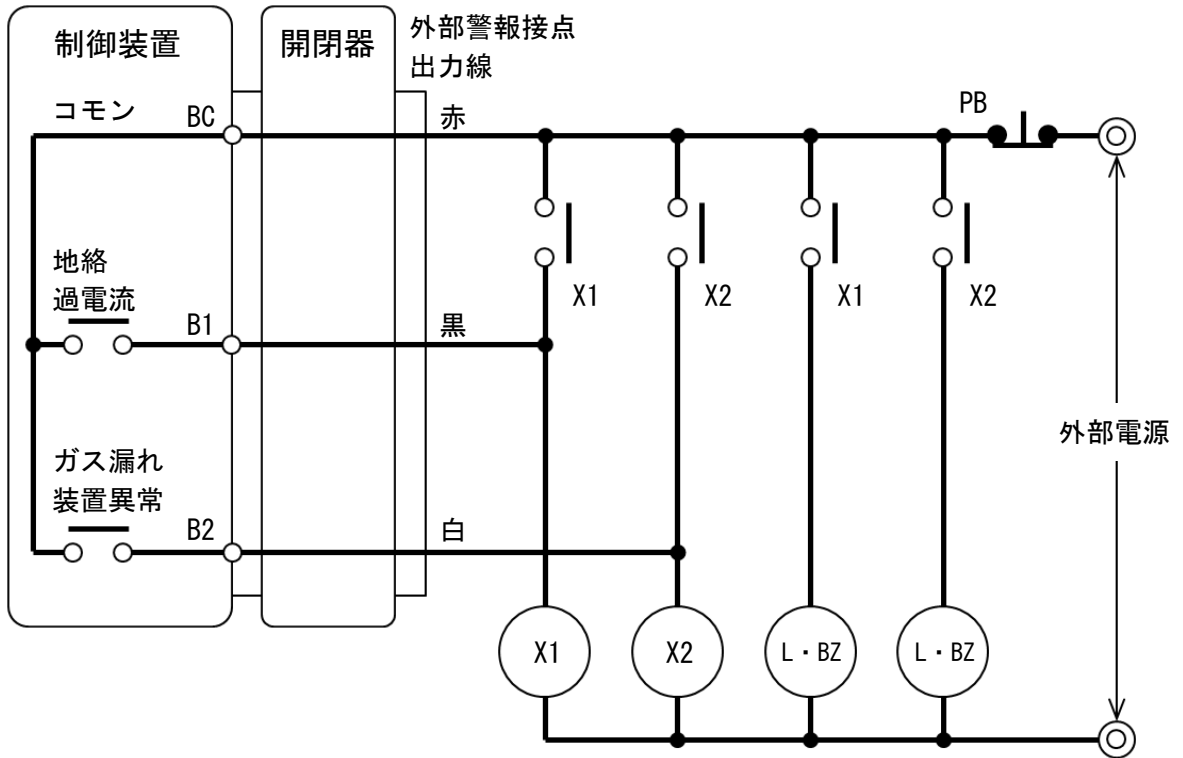 制御装置
開閉器
外部警報接点
出力線
コモン
BC
赤
PB
地絡
過電流
B1
黒
X1
X2
X1
X2
外部電源
ガス漏れ
装置異常
B2
白
X1
X2
L・BZ
L・BZ